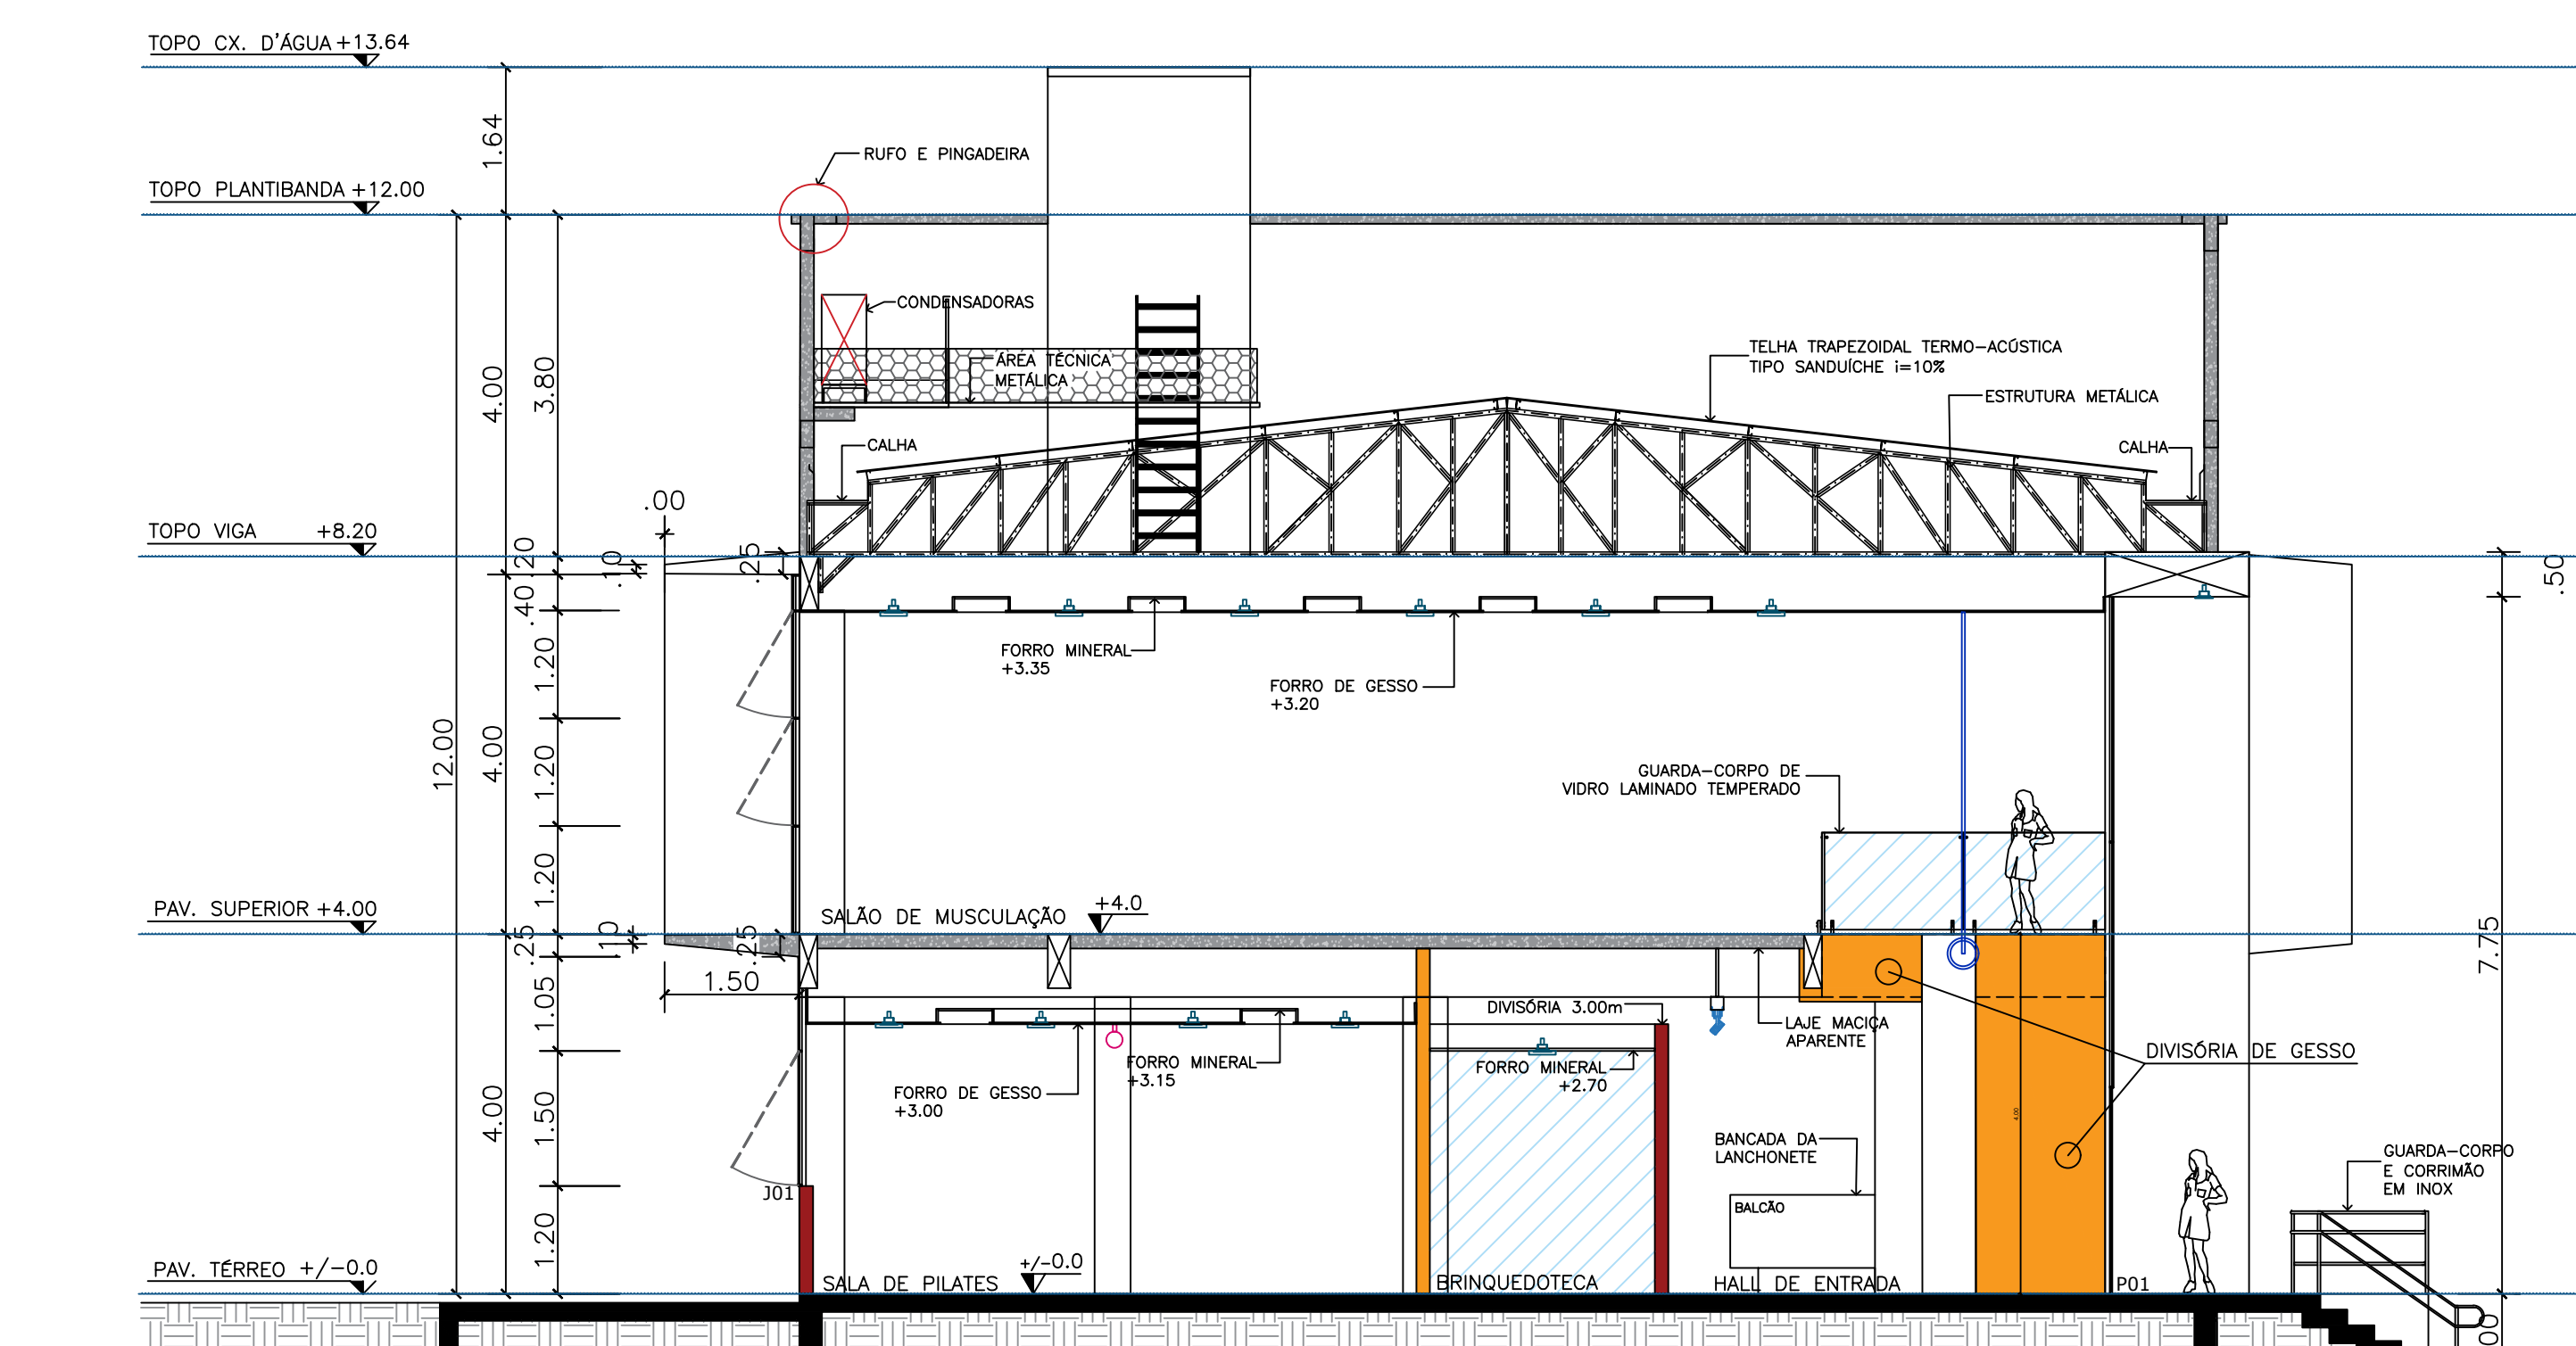 TOPO CX. D'ÁGUA +13.64
1.64
RUFO E PINGADEIRA
TOPO PLANTIBANDA +12.00
CONDENSADORAS
ÁREA TÉCNICA
METÁLICA
TELHA TRAPEZOIDAL TERMO-ACÚSTICA
TIPO SANDUÍCHE i=10%
ESTRUTURA METÁLICA
4.00
3.80
CALHA
CALHA
.00
TOPO VIGA +8.20
.20
.10
.25
.50
.40
FORRO MINERAL
+3.35
1.20
FORRO DE GESSO
+3.20
12.00
4.00
1.20
GUARDA-CORPO DE
VIDRO LAMINADO TEMPERADO
1.20
PAV. SUPERIOR +4.00
SALÃO DE MUSCULAÇÃO
+4.0
.25
.10
.25
7.75
1.50
1.05
DIVISÓRIA 3.00m
LAJE MACIÇA
APARENTE
DIVISÓRIA DE GESSO
FORRO MINERAL
+3.15
FORRO MINERAL
+2.70
FORRO DE GESSO
+3.00
4.00
1.50
4.00
BANCADA DA
LANCHONETE
GUARDA-CORPO
E CORRIMÃO
EM INOX
J01
BALCÃO
1.20
PAV. TÉRREO +/-0.0
SALA DE PILATES
+/-0.0
BRINQUEDOTECA
HALL DE ENTRADA
P01